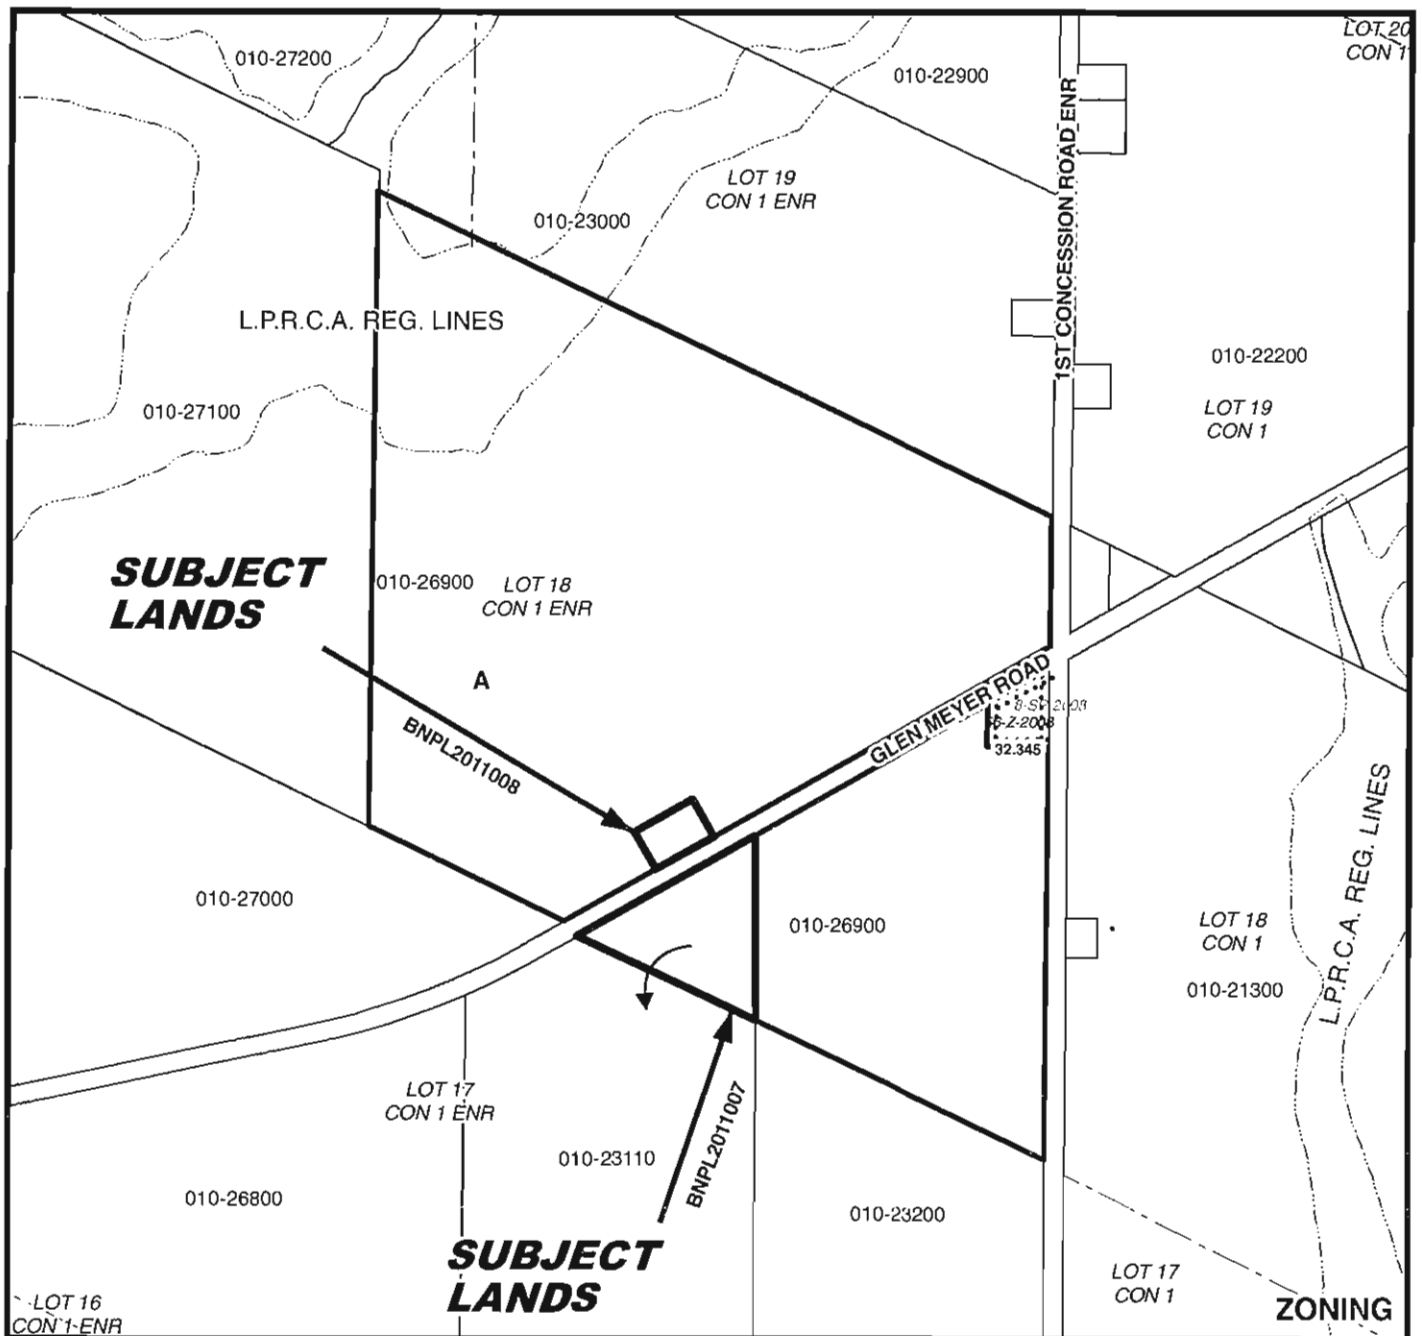 LOT 20
CON 1
010-27200
010-22900
1ST CONCESSION ROAD ENR
LOT 19
CON 1 ENR
010-23000
L.P.R.C.A. REG. LINES
010-22200
010-27100
LOT 19
CON 1
SUBJECT
LANDS
010-26900
LOT 18
CON 1 ENR
A
GLEN MEYER ROAD
32.345
BNPL2011008
L.P.R.C.A. REG. LINES
010-27000
010-26900
LOT 18
CON 1
010-21300
LOT 17
CON 1 ENR
BNPL2011007
010-23110
010-26800
010-23200
SUBJECT
LANDS
LOT 17
CON 1
ZONING
LOT 16
CON 1 ENR